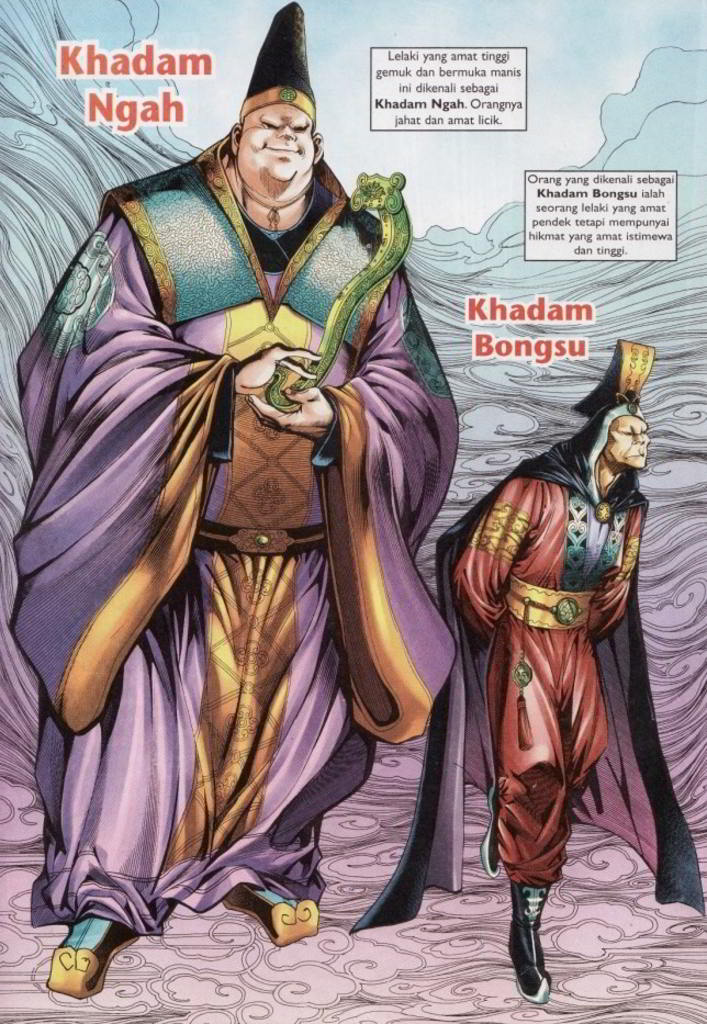 Khadam
Ngah
Lelaki yang amat tinggi
gemuk dan bermuka manis
ini dikenali sebagai
Khadam Ngah. Orangnya
jahat dan amat licik.
Orang yang dikenali sebagai
Khadam Bongsu ialah
seorang lelaki yang amat
pendek tetapi mempunyai
hikmat yang amat istimewa
dan tinggi.
Khadam
Bongsu